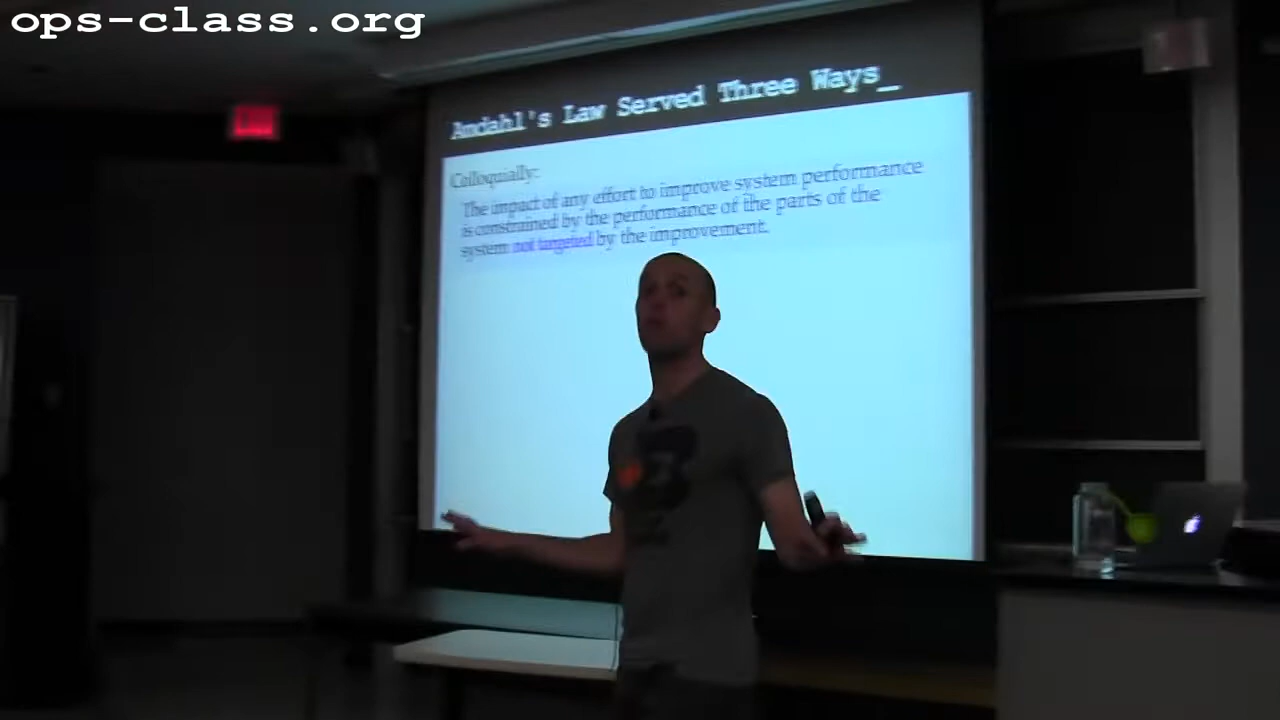 ops-class.org
Amdahl's Law Served Three Ways_
Colloquially:
The impact of any effort to improve system performance
is constrained by the performance of the parts of the
system not targeted by the improvement.